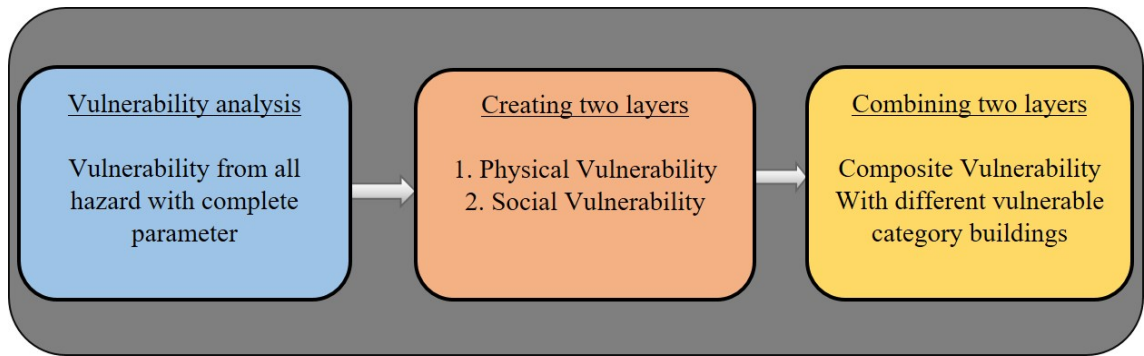 Vulnerability analysis
Vulnerability from all
hazard with complete
parameter
Creating two layers
1. Physical Vulnerability
2. Social Vulnerability
Combining two layers
Composite Vulnerability
With different vulnerable
category buildings